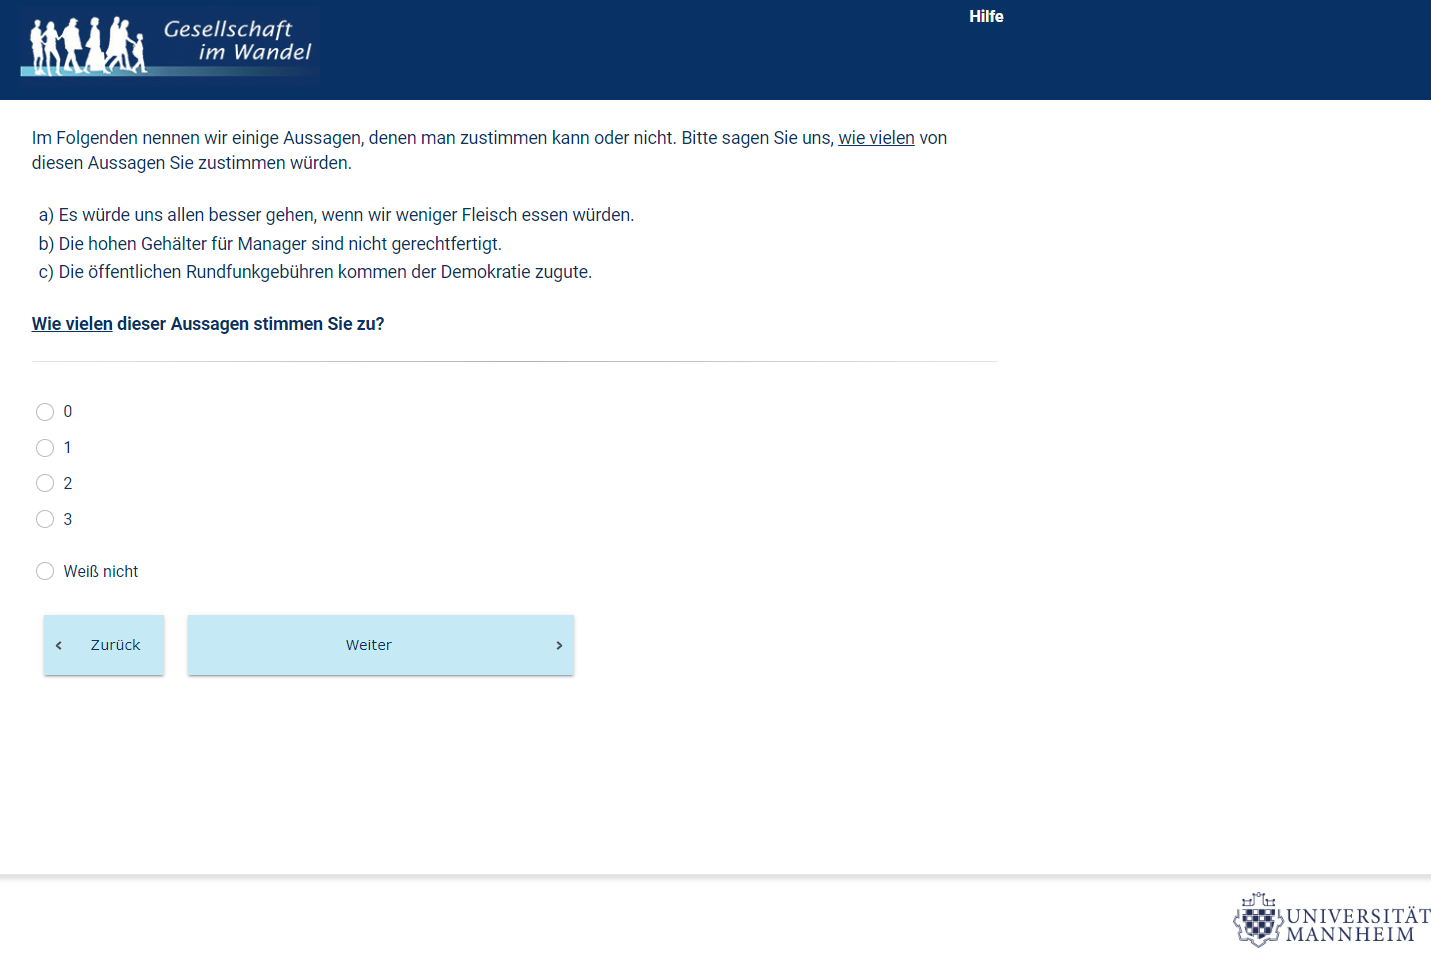 Gesellschaft
im Wandel
Hilfe
Im Folgenden nennen wir einige Aussagen, denen man zustimmen kann oder nicht. Bitte sagen Sie uns, wie vielen von
diesen Aussagen Sie zustimmen würden.
a) Es würde uns allen besser gehen, wenn wir weniger Fleisch essen würden.
b) Die hohen Gehälter für Manager sind nicht gerechtfertigt.
c) Die öffentlichen Rundfunkgebühren kommen der Demokratie zugute.
Wie vielen dieser Aussagen stimmen Sie zu?
0
1
2
3
Weiß nicht
‹ Zurück
Weiter ›
UNIVERSITÄT
MANNHEIM